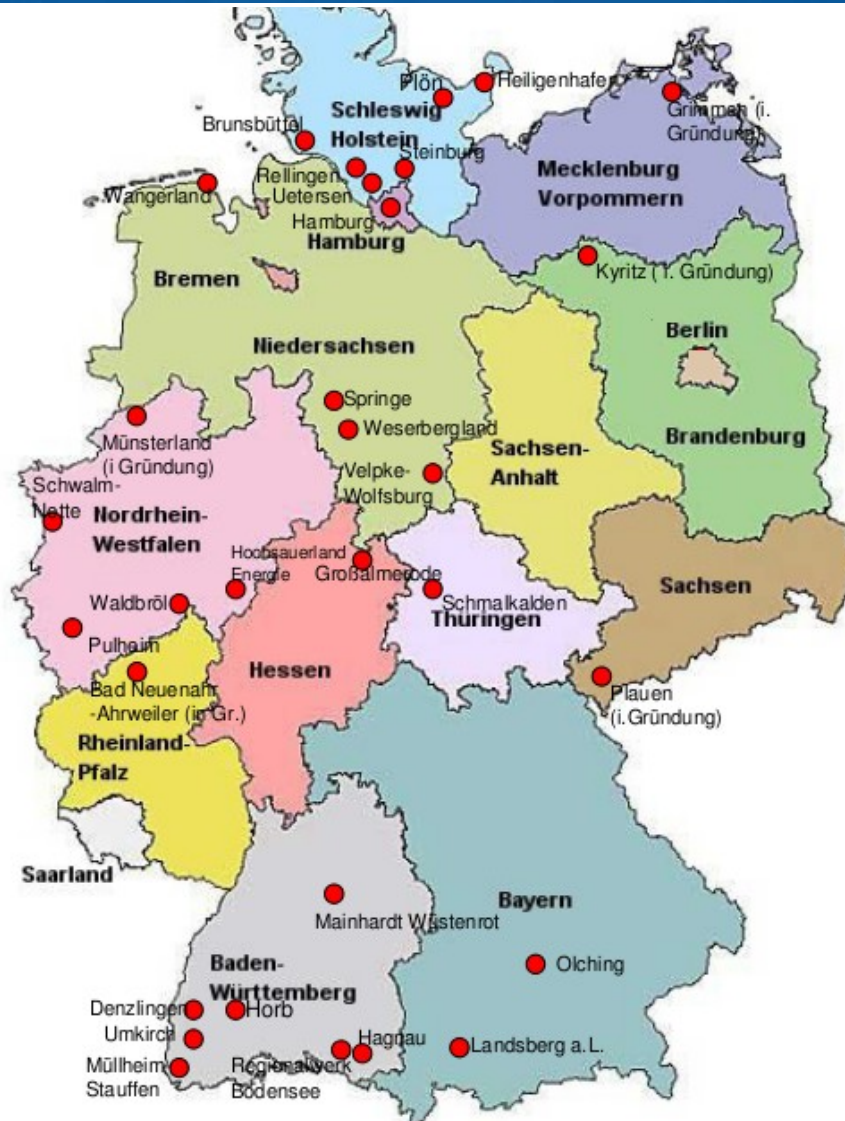 Plön
Heiligenhafen
Schleswig
Holstein
Grimmen (i.
Gründung)
Brunsbüttel
Steinburg
Mecklenburg
Vorpommern
Rellingen
Wangerland
Uetersen
Hamburg
Hamburg
Kyritz ( i. Gründung)
Bremen
Berlin
Niedersachsen
Springe
Weserbergland
Münsterland
(i Gründung)
Brandenburg
Sachsen-
Anhalt
Velpke-
Wolfsburg
Schwalm-
Nette
Nordrhein-
Westfalen
Hochsauerland
Energie
Großalmerode
Sachsen
Waldbröl
Schmalkalden
Thüringen
Pulheim
Hessen
Bad Neuenahr
-Ahrweiler (in Gr.)
Plauen
(i.Gründung)
Rheinland-
Pfalz
Saarland
Bayern
Mainhardt Wüstenrot
Baden-
Württemberg
Olching
Denzlingen
Horb
Umkirch
Hagnau
Landsberg a.L.
Müllheim
Stauffen
Regionalwerk
Bodensee